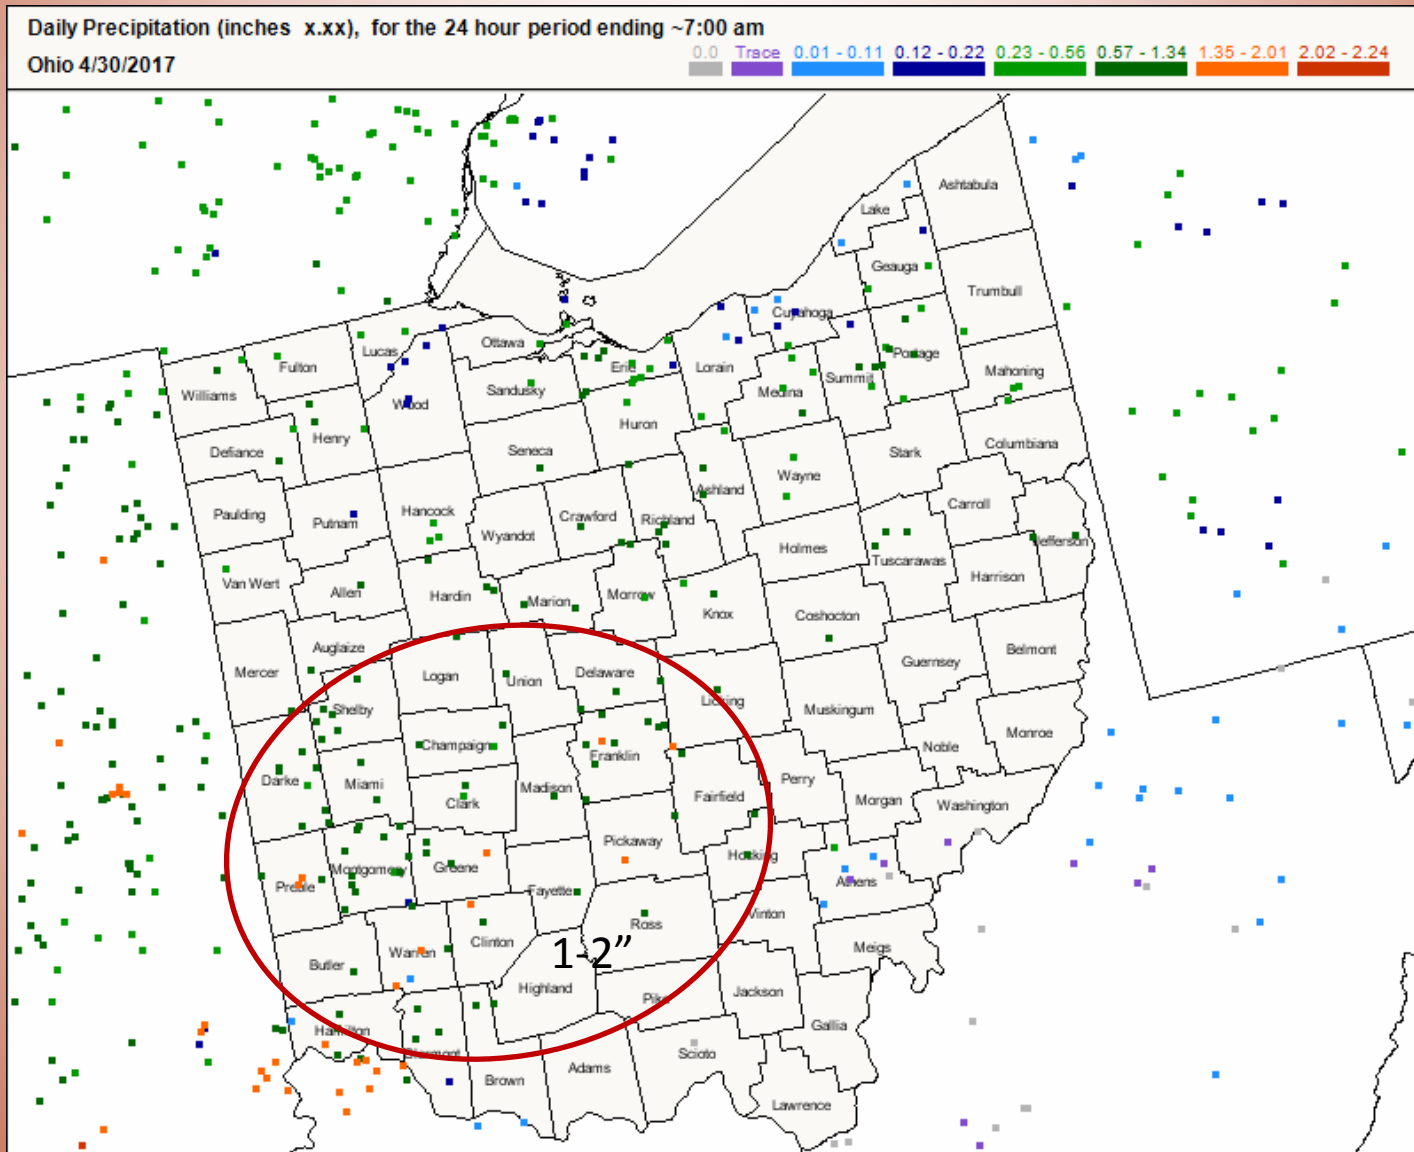 Daily Precipitation (inches x.xx), for the 24 hour period ending ~7:00 am
0.0 Trace 0.01 - 0.11 0.12 - 0.22 0.23 - 0.56 0.57 - 1.34 1.35 - 2.01 2.02 - 2.24
Ohio 4/30/2017
Ashtabula
Lake
Geauga
Trumbull
Cuyahoga
Ottawa
Lucas
Fulton
Erie
Lorain
Portage
Mahoning
Williams
Sandusky
Medina
Summit
Wood
Huron
Henry
Columbiana
Defiance
Seneca
Stark
Wayne
Ashland
Carroll
Paulding
Putnam
Hancock
Crawford
Richland
Wyandot
Holmes
Jefferson
Tuscarawas
Harrison
Van Wert
Allen
Hardin
Marion
Morrow
Knox
Coshocton
Auglaize
Belmont
Mercer
Logan
Union
Delaware
Guernsey
Shelby
Licking
Muskingum
Champaign
Franklin
Noble
Monroe
Darke
Miami
Madison
Perry
Clark
Fairfield
Morgan
Washington
Pickaway
Hocking
Montgomery
Greene
Preble
Fayette
Athens
Ross
Vinton
Clinton
Warren
1-2”
Meigs
Butler
Highland
Pike
Jackson
Hamilton
Gallia
Clermont
Scioto
Adams
Brown
Lawrence